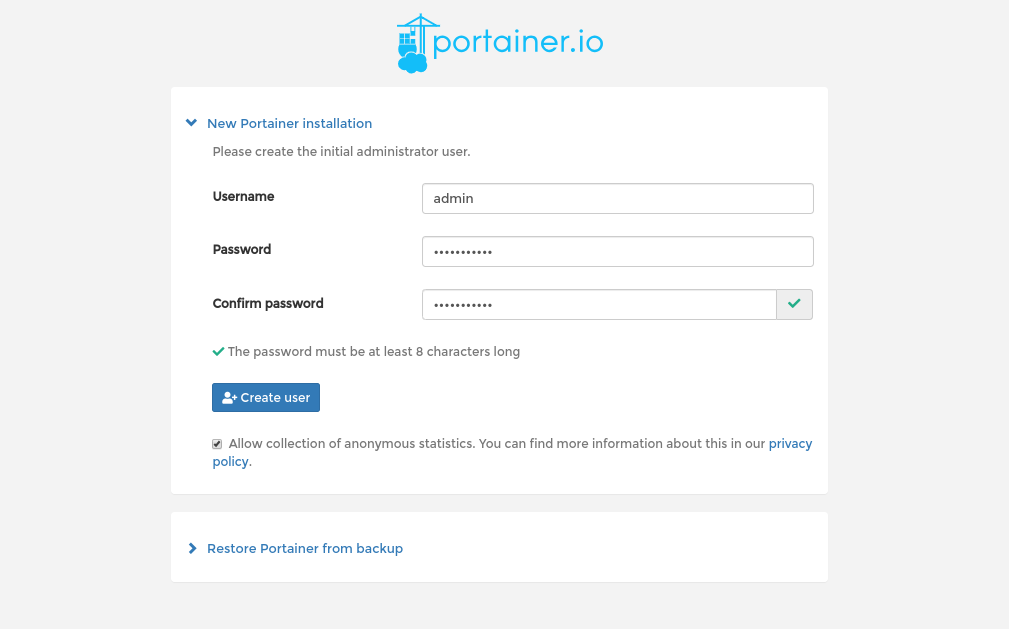 portainer.io
New Portainer installation
Please create the initial administrator user.
Username
admin
Password
•••••••••••
Confirm password
•••••••••••
The password must be at least 8 characters long
Create user
Allow collection of anonymous statistics. You can find more information about this in our privacy
policy.
Restore Portainer from backup